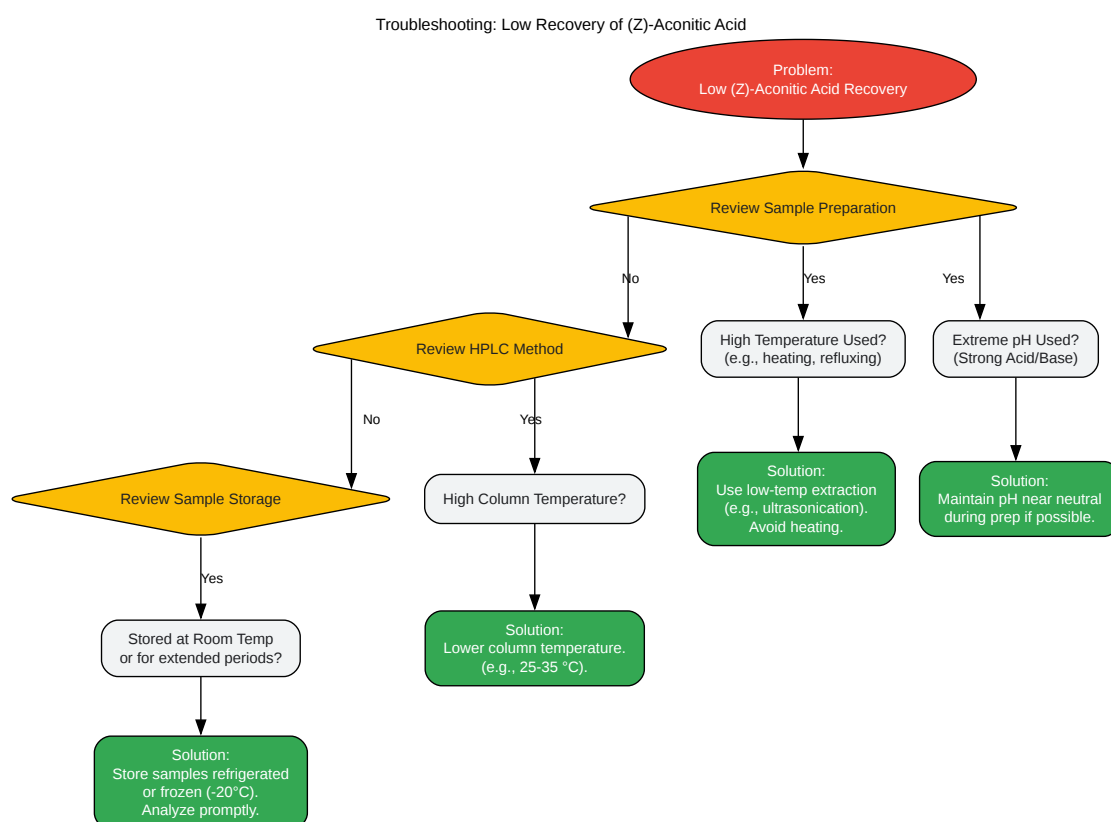 Troubleshooting: Low Recovery of (Z)-Aconitic Acid
Problem:
Low (Z)-Aconitic Acid Recovery
Review Sample Preparation
No
Yes
Yes
Review HPLC Method
High Temperature Used?
(e.g., heating, refluxing)
Extreme pH Used?
(Strong Acid/Base)
No
Yes
Review Sample Storage
High Column Temperature?
Solution:
Use low-temp extraction
(e.g., ultrasonication).
Avoid heating.
Solution:
Maintain pH near neutral
during prep if possible.
Yes
Stored at Room Temp
or for extended periods?
Solution:
Lower column temperature.
(e.g., 25-35 °C).
Solution:
Store samples refrigerated
or frozen (-20°C).
Analyze promptly.